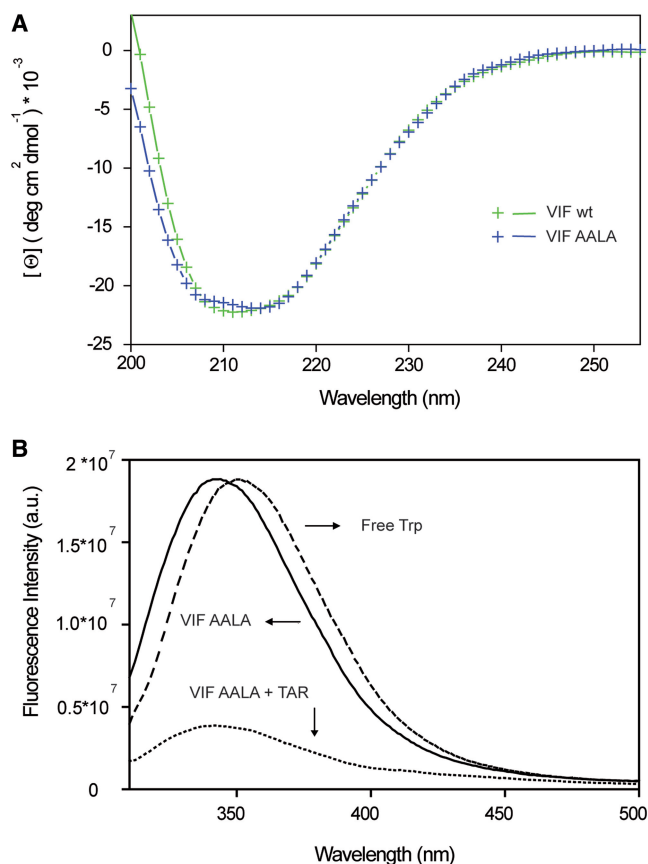 A
[Θ] ( deg cm 2 dmol -1 ) * 10 -3
0
-5
-10
-15
-20
-25
VIF wt
VIF AALA
200 210 220 230 240 250
Wavelength (nm)
B
Fluorescence Intensity (a.u.)
2 *10 7
1.5*10 7
1.0*10 7
0.5*10 7
0
Free Trp
VIF AALA
VIF AALA + TAR
350 400 450 500
Wavelength (nm)